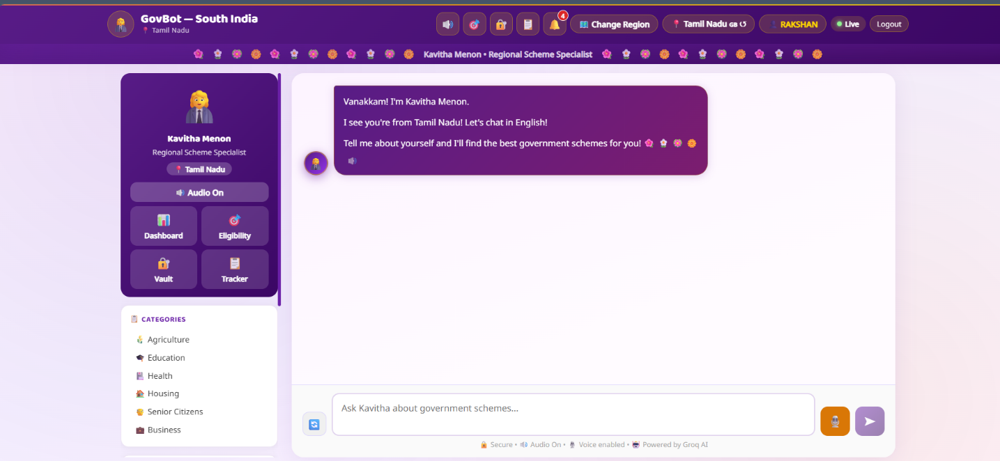 GovBot — South India
Tamil Nadu
4
Change Region
Tamil Nadu GB ↺
RAKSHAN
Live
Logout
Kavitha Menon • Regional Scheme Specialist
Kavitha Menon
Regional Scheme Specialist
Tamil Nadu
Audio On
Dashboard
Eligibility
Vault
Tracker
CATEGORIES
Agriculture
Education
Health
Housing
Senior Citizens
Business
Vanakkam! I'm Kavitha Menon.
I see you're from Tamil Nadu! Let's chat in English!
Tell me about yourself and I'll find the best government schemes for you!
Ask Kavitha about government schemes...
Secure • Audio On • Voice enabled • Powered by Groq AI